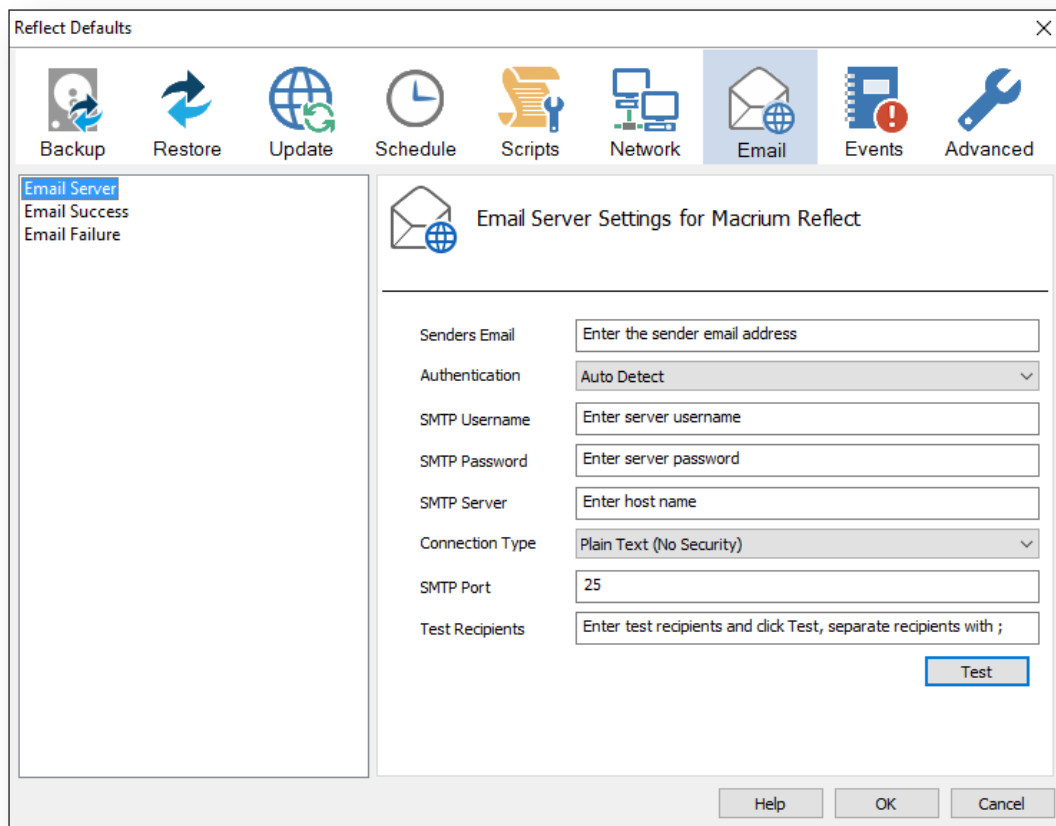 Reflect Defaults
Backup Restore Update Schedule Scripts Network Email Events Advanced
Email Server
Email Success
Email Failure
Email Server Settings for Macrium Reflect
Senders Email Enter the sender email address
Authentication Auto Detect
SMTP Username Enter server username
SMTP Password Enter server password
SMTP Server Enter host name
Connection Type Plain Text (No Security)
SMTP Port 25
Test Recipients Enter test recipients and click Test, separate recipients with ;
Test
Help OK Cancel